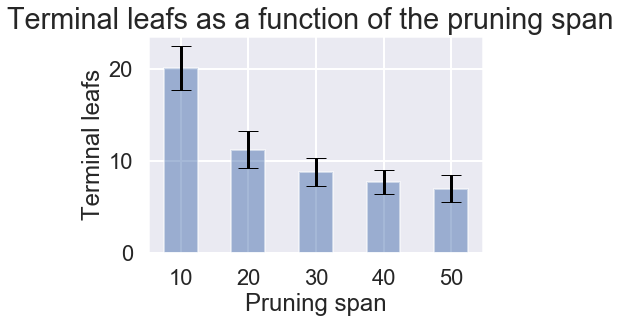 Terminal leafs as a function of the pruning span
Terminal leafs
20
10
0
10 20 30 40 50
Pruning span